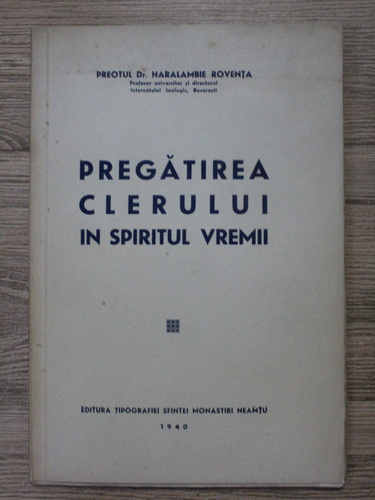 PREOTUL Dr. HARALAMBIE ROVENȚA
Profesor universitar și directorul
Internatului teologic, București
PREGĂTIREA
CLERULUI
IN SPIRITUL VREMII
EDITURA TIPOGRAFIEI SFINTEI MONASTIRI NEAMȚU
1940